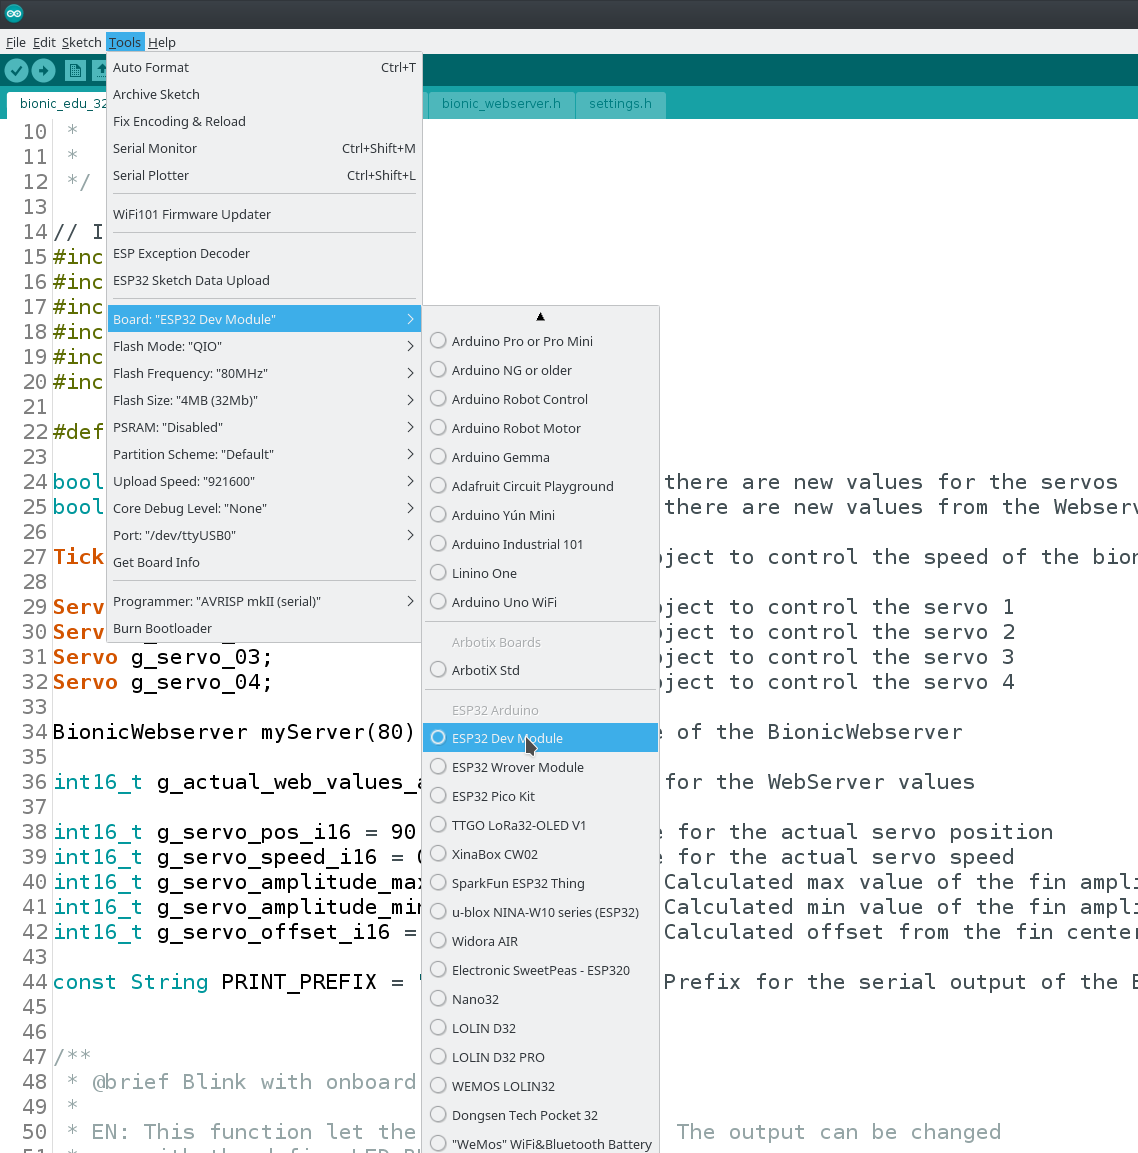 File Edit Sketch Tools Help
bionic_edu_32 bionic_webserver.h settings.h
Auto Format Ctrl+T
Archive Sketch
Fix Encoding & Reload
Serial Monitor Ctrl+Shift+M
Serial Plotter Ctrl+Shift+L
WiFi101 Firmware Updater
ESP Exception Decoder
ESP32 Sketch Data Upload
Board: "ESP32 Dev Module"
Flash Mode: "QIO"
Flash Frequency: "80MHz"
Flash Size: "4MB (32Mb)"
PSRAM: "Disabled"
Partition Scheme: "Default"
Upload Speed: "921600"
Core Debug Level: "None"
Port: "/dev/ttyUSB0"
Get Board Info
Programmer: "AVRISP mkII (serial)"
Burn Bootloader
Arduino Pro or Pro Mini
Arduino NG or older
Arduino Robot Control
Arduino Robot Motor
Arduino Gemma
Adafruit Circuit Playground
Arduino Yún Mini
Arduino Industrial 101
Linino One
Arduino Uno WiFi
Arbotix Boards
ArbotiX Std
ESP32 Arduino
ESP32 Dev Module
ESP32 Wrover Module
ESP32 Pico Kit
TTGO LoRa32-OLED V1
XinaBox CW02
SparkFun ESP32 Thing
u-blox NINA-W10 series (ESP32)
Widora AIR
Electronic SweetPeas - ESP320
Nano32
LOLIN D32
LOLIN D32 PRO
WEMOS LOLIN32
Dongsen Tech Pocket 32
"WeMos" WiFi&Bluetooth Battery
10 *
11 *
12 */
13
14 // I
15 #inc
16 #inc
17 #inc
18 #inc
19 #inc
20 #inc
21
22 #def
23
24 bool there are new values for the servos
25 bool there are new values from the Webserv
26
27 Tick ject to control the speed of the bion
28
29 Serv ject to control the servo 1
30 Serv ject to control the servo 2
31 Servo g_servo_03; ject to control the servo 3
32 Servo g_servo_04; ject to control the servo 4
33
34 BionicWebserver myServer(80) e of the BionicWebserver
35
36 int16_t g_actual_web_values_a for the WebServer values
37
38 int16_t g_servo_pos_i16 = 90 e for the actual servo position
39 int16_t g_servo_speed_i16 = 0 e for the actual servo speed
40 int16_t g_servo_amplitude_max Calculated max value of the fin ampli
41 int16_t g_servo_amplitude_min Calculated min value of the fin ampli
42 int16_t g_servo_offset_i16 = Calculated offset from the fin center
43
44 const String PRINT_PREFIX = " Prefix for the serial output of the B
45
46
47 /**
48 * @brief Blink with onboard
49 *
50 * EN: This function let the The output can be changed